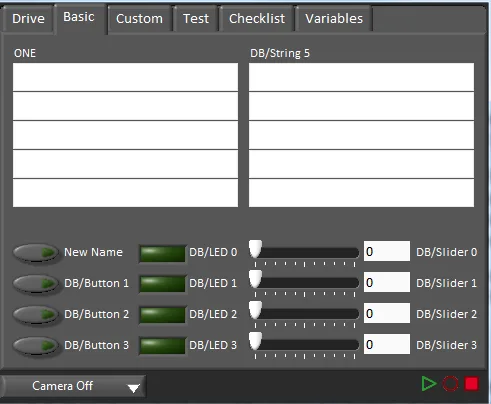 Drive Basic Custom Test Checklist Variables
ONE DB/String 5
New Name DB/LED 0 0 DB/Slider 0
DB/Button 1 DB/LED 1 0 DB/Slider 1
DB/Button 2 DB/LED 2 0 DB/Slider 2
DB/Button 3 DB/LED 3 0 DB/Slider 3
Camera Off